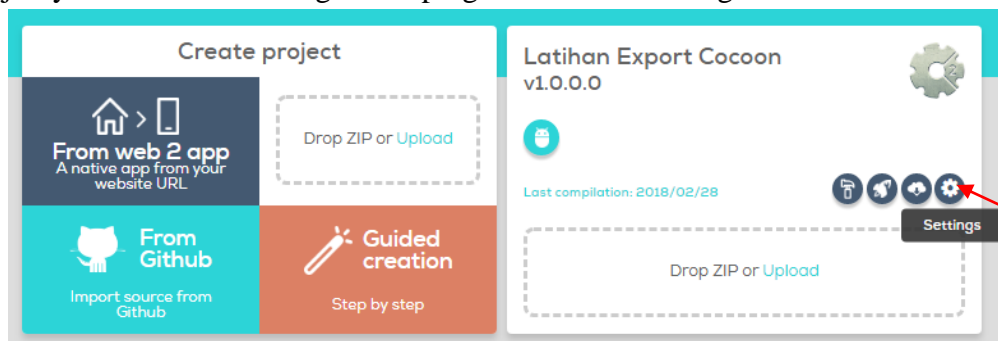 Create project
From web 2 app
A native app from your
website URL
Drop ZIP or Upload
From
Github
Import source from
Github
Guided
creation
Step by step
Latihan Export Cocoon
v1.0.0.0
Last compilation: 2018/02/28
Settings
Drop ZIP or Upload